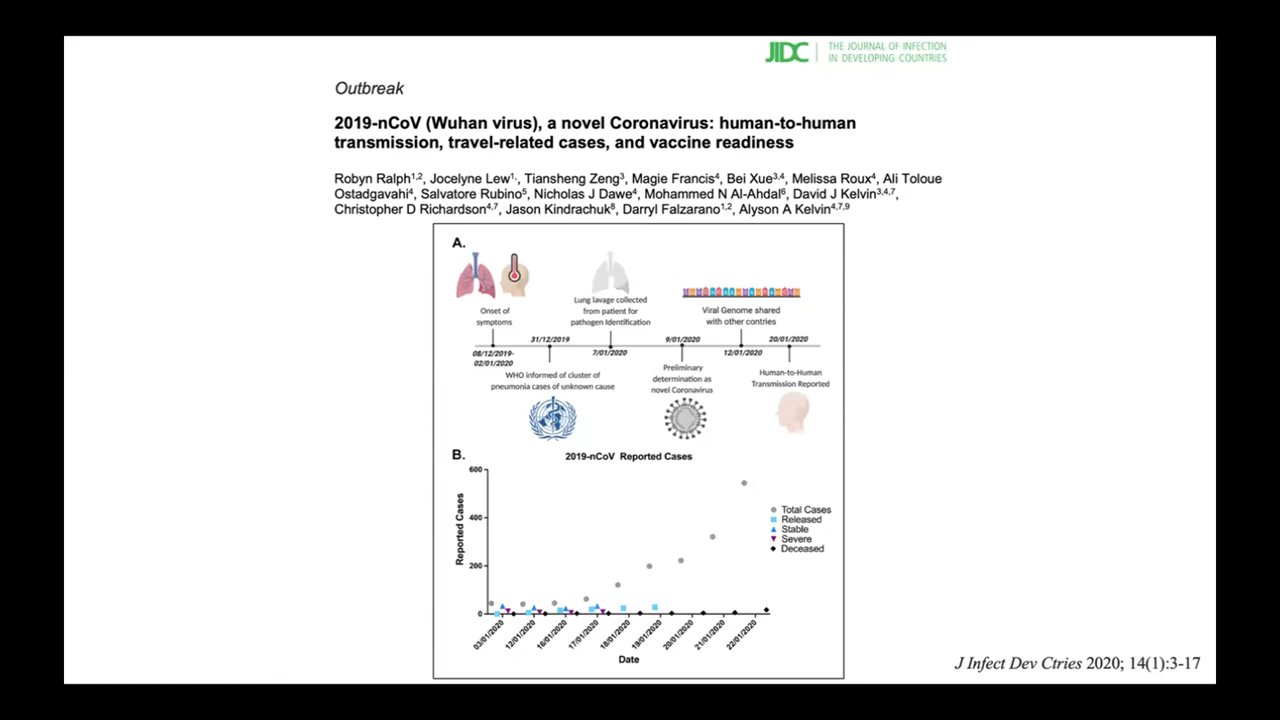 JIDC
THE JOURNAL OF INFECTION
IN DEVELOPING COUNTRIES
Outbreak
2019-nCoV (Wuhan virus), a novel Coronavirus: human-to-human
transmission, travel-related cases, and vaccine readiness
Robyn Ralph1,2, Jocelyne Lew1,, Tiansheng Zeng3, Magie Francis4, Bei Xue3,4, Melissa Roux4, Ali Toloue
Ostadgavahi4, Salvatore Rubino5, Nicholas J Dawe4, Mohammed N Al-Ahdal6, David J Kelvin3,4,7,
Christopher D Richardson4,7, Jason Kindrachuk8, Darryl Falzarano1,2, Alyson A Kelvin4,7,9
A.
Onset of
symptoms
08/12/2019-
02/01/2020
31/12/2019
WHO informed of cluster of
pneumonia cases of unknown cause
Lung lavage collected
from patient for
pathogen Identification
7/01/2020
9/01/2020
Preliminary
determination as
novel Coronavirus
Viral Genome shared
with other contries
12/01/2020
20/01/2020
Human-to-Human
Transmission Reported
B.
2019-nCoV Reported Cases
Reported Cases
600
400
200
0
03/01/2020
12/01/2020
16/01/2020
17/01/2020
18/01/2020
19/01/2020
20/01/2020
21/01/2020
22/01/2020
Date
Total Cases
Released
Stable
Severe
Deceased
J Infect Dev Ctries 2020; 14(1):3-17